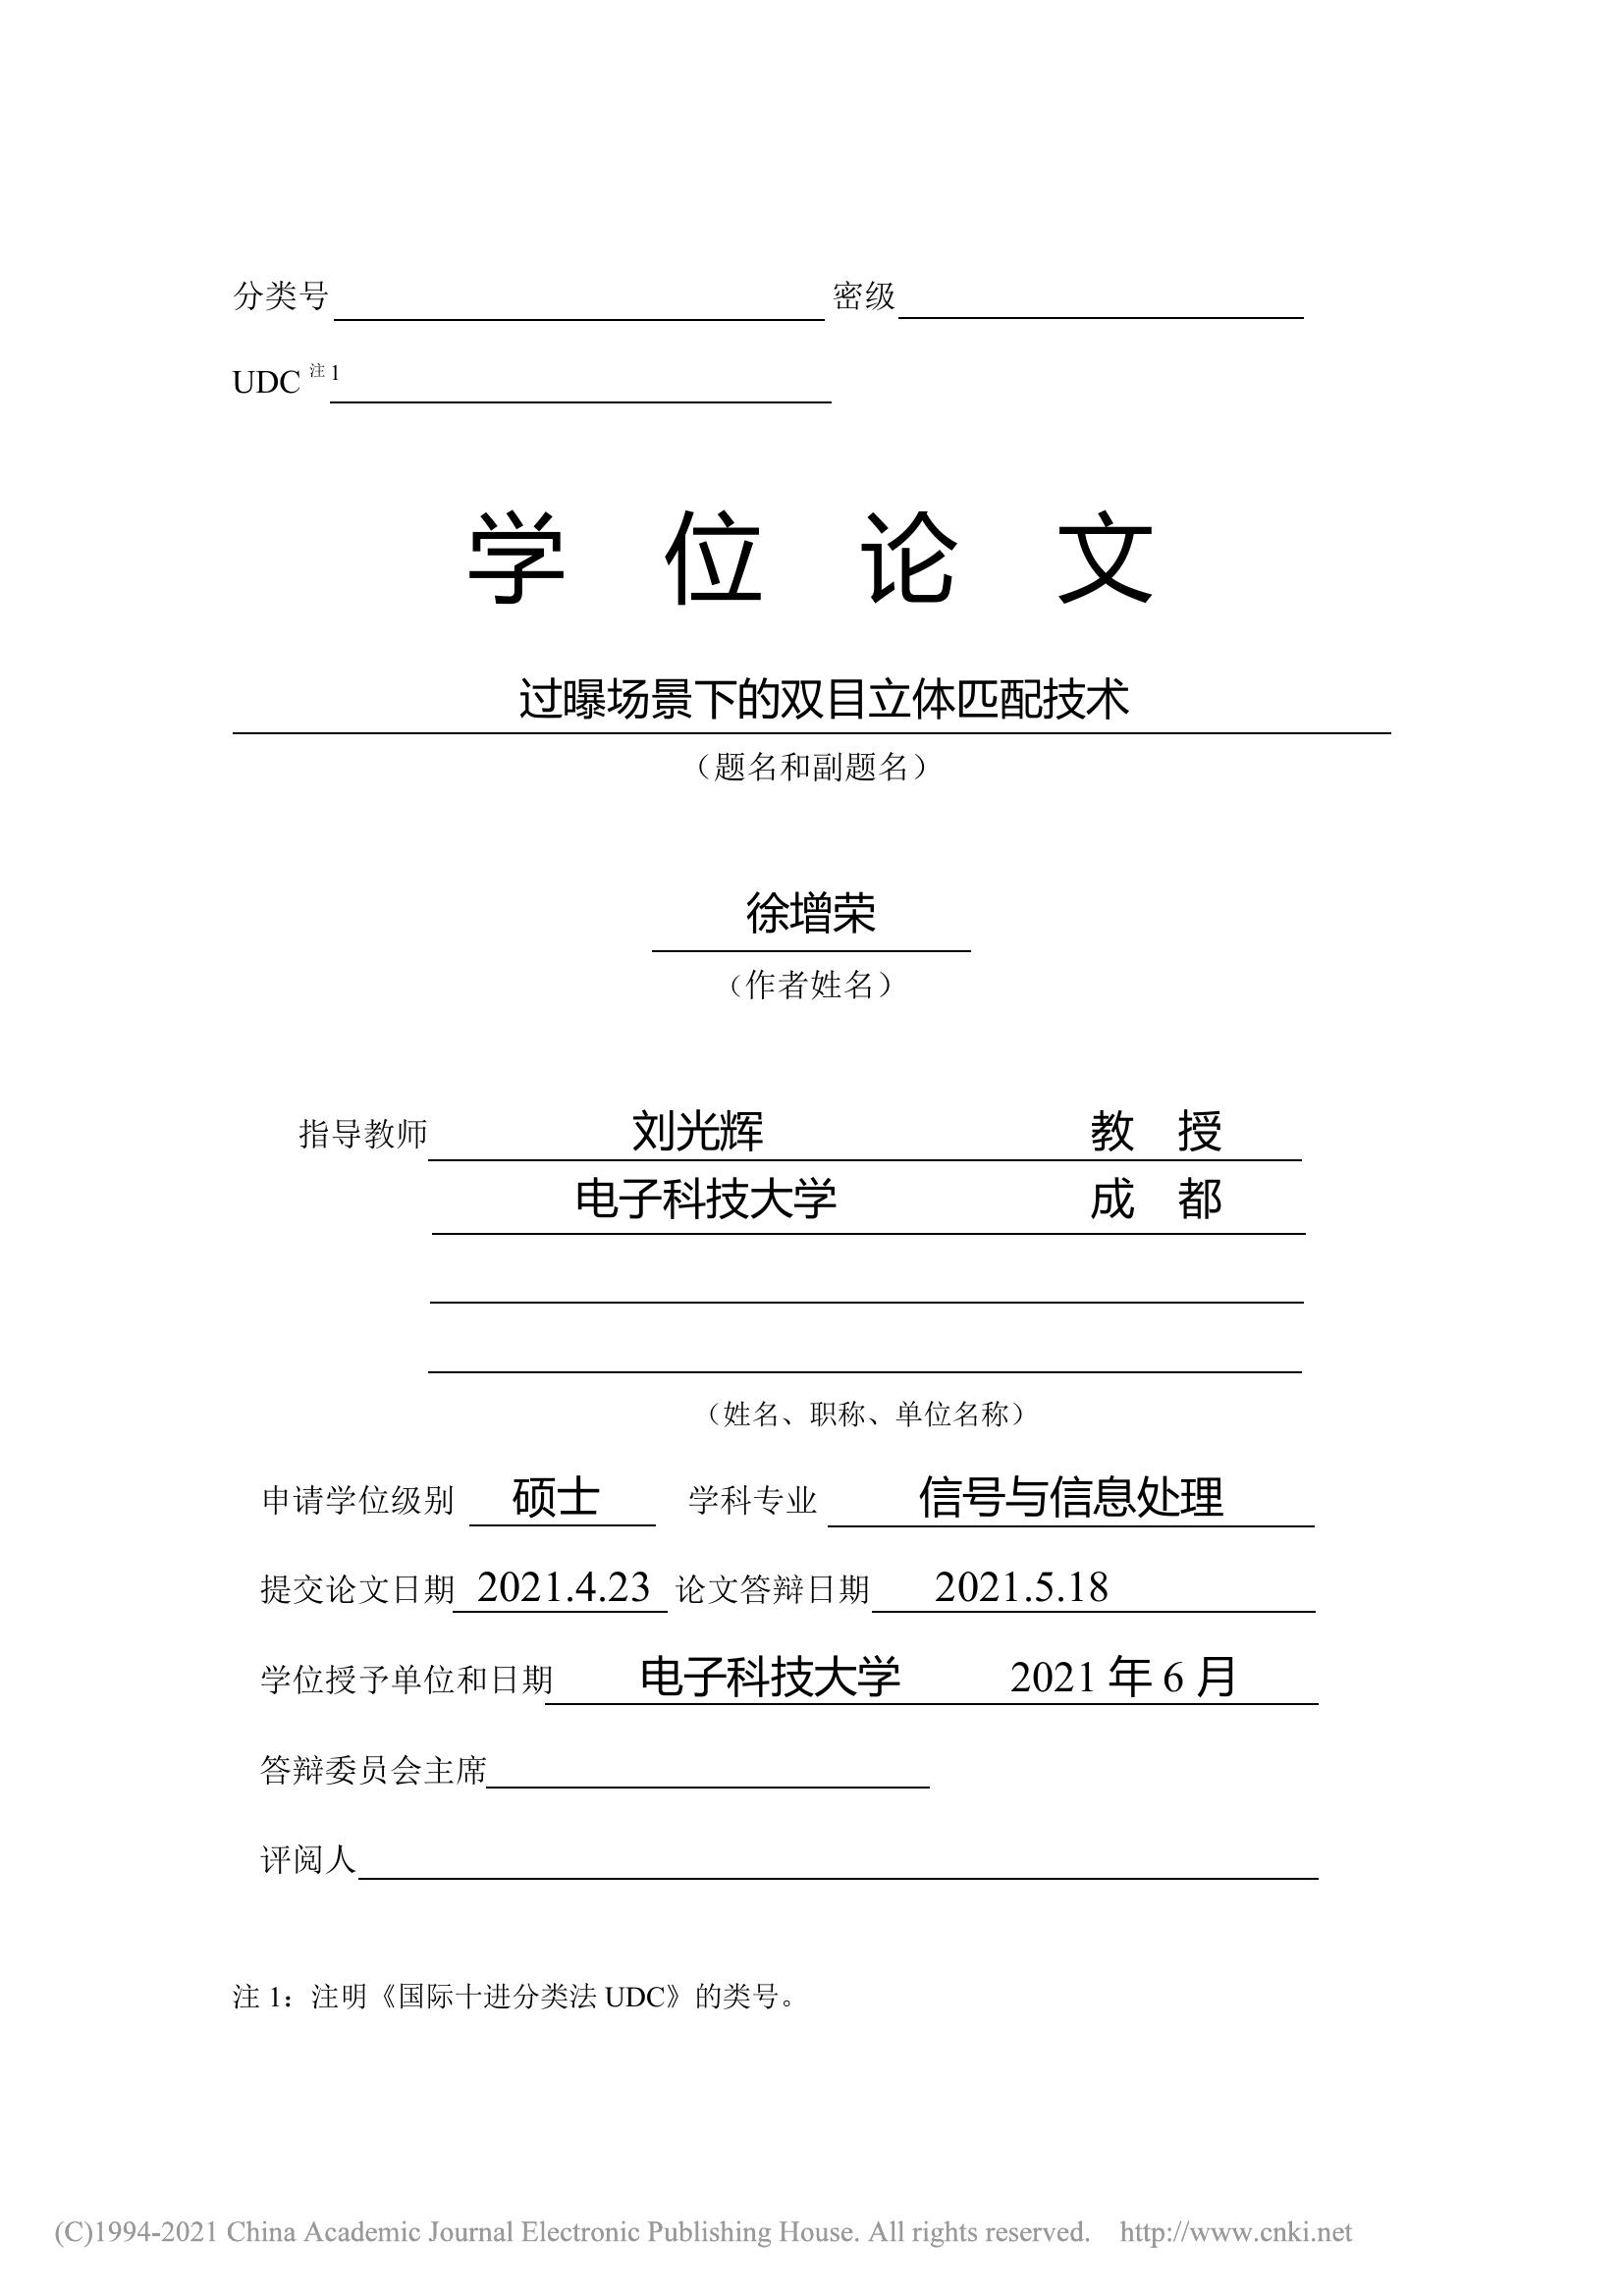 分类号 密级
UDC 注1
学 位 论 文
过曝场景下的双目立体匹配技术
（题名和副题名）
徐增荣
（作者姓名）
指导教师 刘光辉 教 授
电子科技大学 成 都
（姓名、职称、单位名称）
申请学位级别 硕士 学科专业 信号与信息处理
提交论文日期 2021.4.23 论文答辩日期 2021.5.18
学位授予单位和日期 电子科技大学 2021 年 6 月
答辩委员会主席
评阅人
注 1：注明《国际十进分类法 UDC》的类号。
(C)1994-2021 China Academic Journal Electronic Publishing House. All rights reserved. http://www.cnki.net